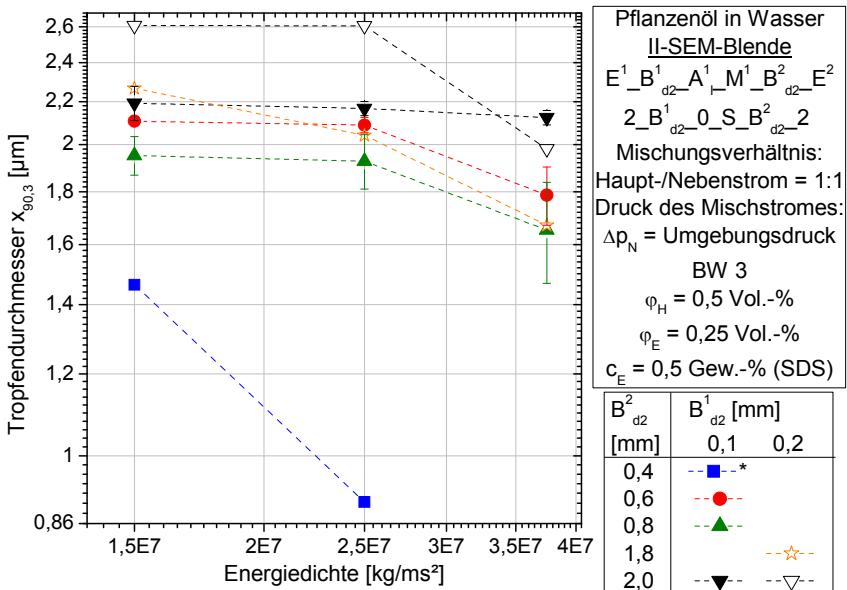 2,6
2,4
2,2
2
1,8
1,6
1,4
1,2
1
0,86
Tropfendurchmesser x90,3 [µm]
1,5E7 2E7 2,5E7 3E7 3,5E7 4E7
Energiedichte [kg/ms²]
Pflanzenöl in Wasser
II-SEM-Blende
E¹_B¹d2_A¹I_M¹_B²d2_E²
2_B¹d2_0_S_B²d2_2
Mischungsverhältnis:
Haupt-/Nebenstrom = 1:1
Druck des Mischstromes:
ΔpN = Umgebungsdruck
BW 3
φH = 0,5 Vol.-%
φE = 0,25 Vol.-%
cE = 0,5 Gew.-% (SDS)
B²d2 B¹d2 [mm]
[mm] 0,1 0,2
0,4 *
0,6
0,8
1,8
2,0